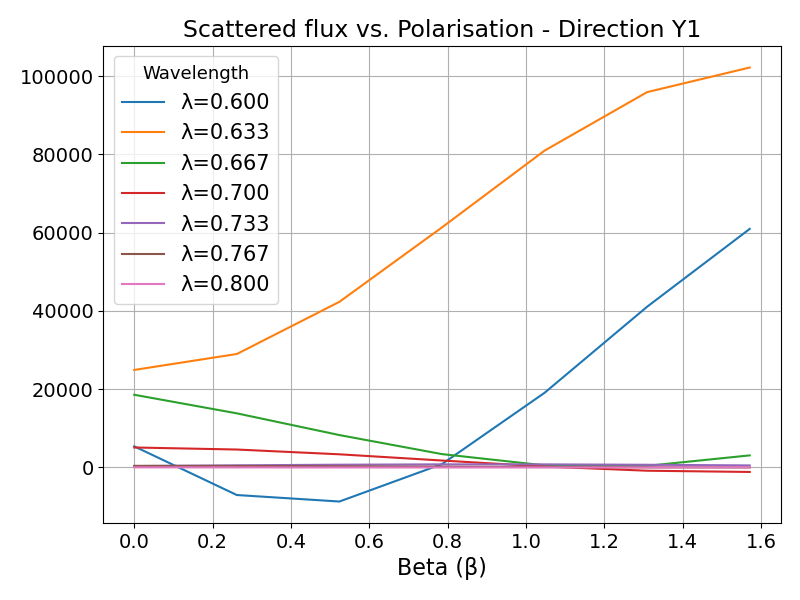 Scattered flux vs. Polarisation - Direction Y1
100000
80000
60000
40000
20000
0
Wavelength
λ=0.600
λ=0.633
λ=0.667
λ=0.700
λ=0.733
λ=0.767
λ=0.800
0.0 0.2 0.4 0.6 0.8 1.0 1.2 1.4 1.6
Beta (β)